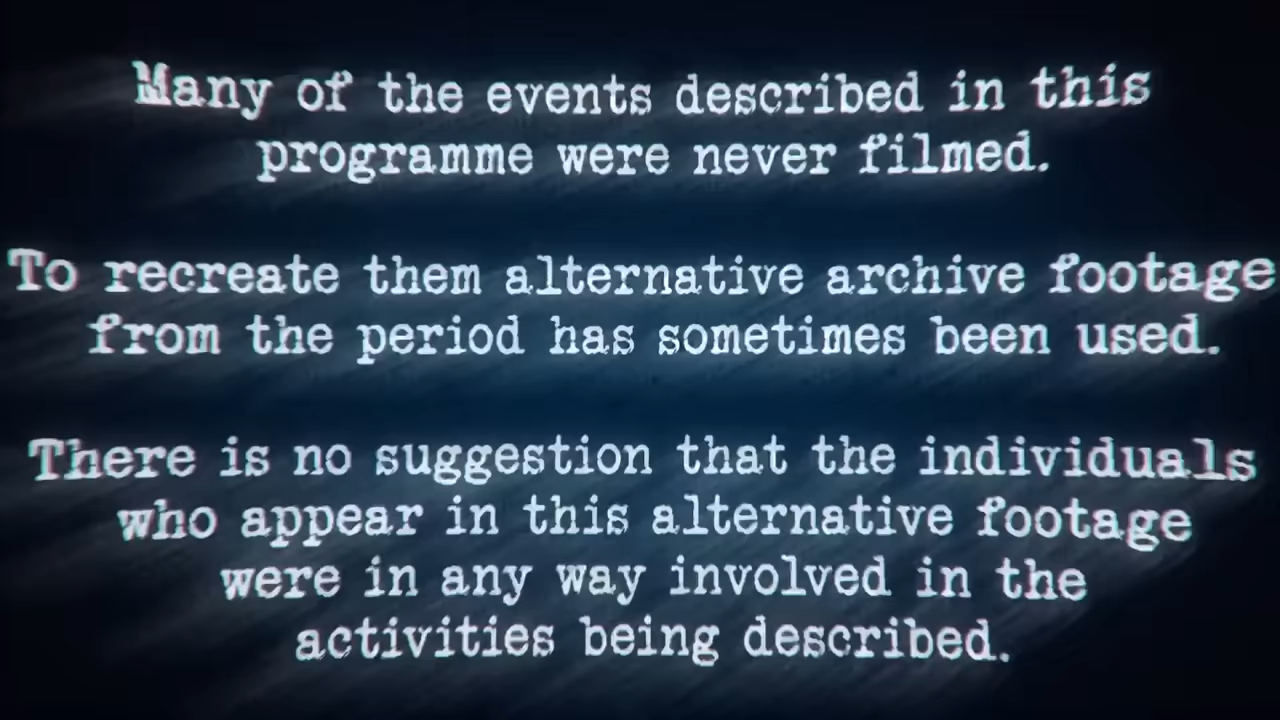 Many of the events described in this
programme were never filmed.
To recreate them alternative archive footage
from the period has sometimes been used.
There is no suggestion that the individuals
who appear in this alternative footage
were in any way involved in the
activities being described.